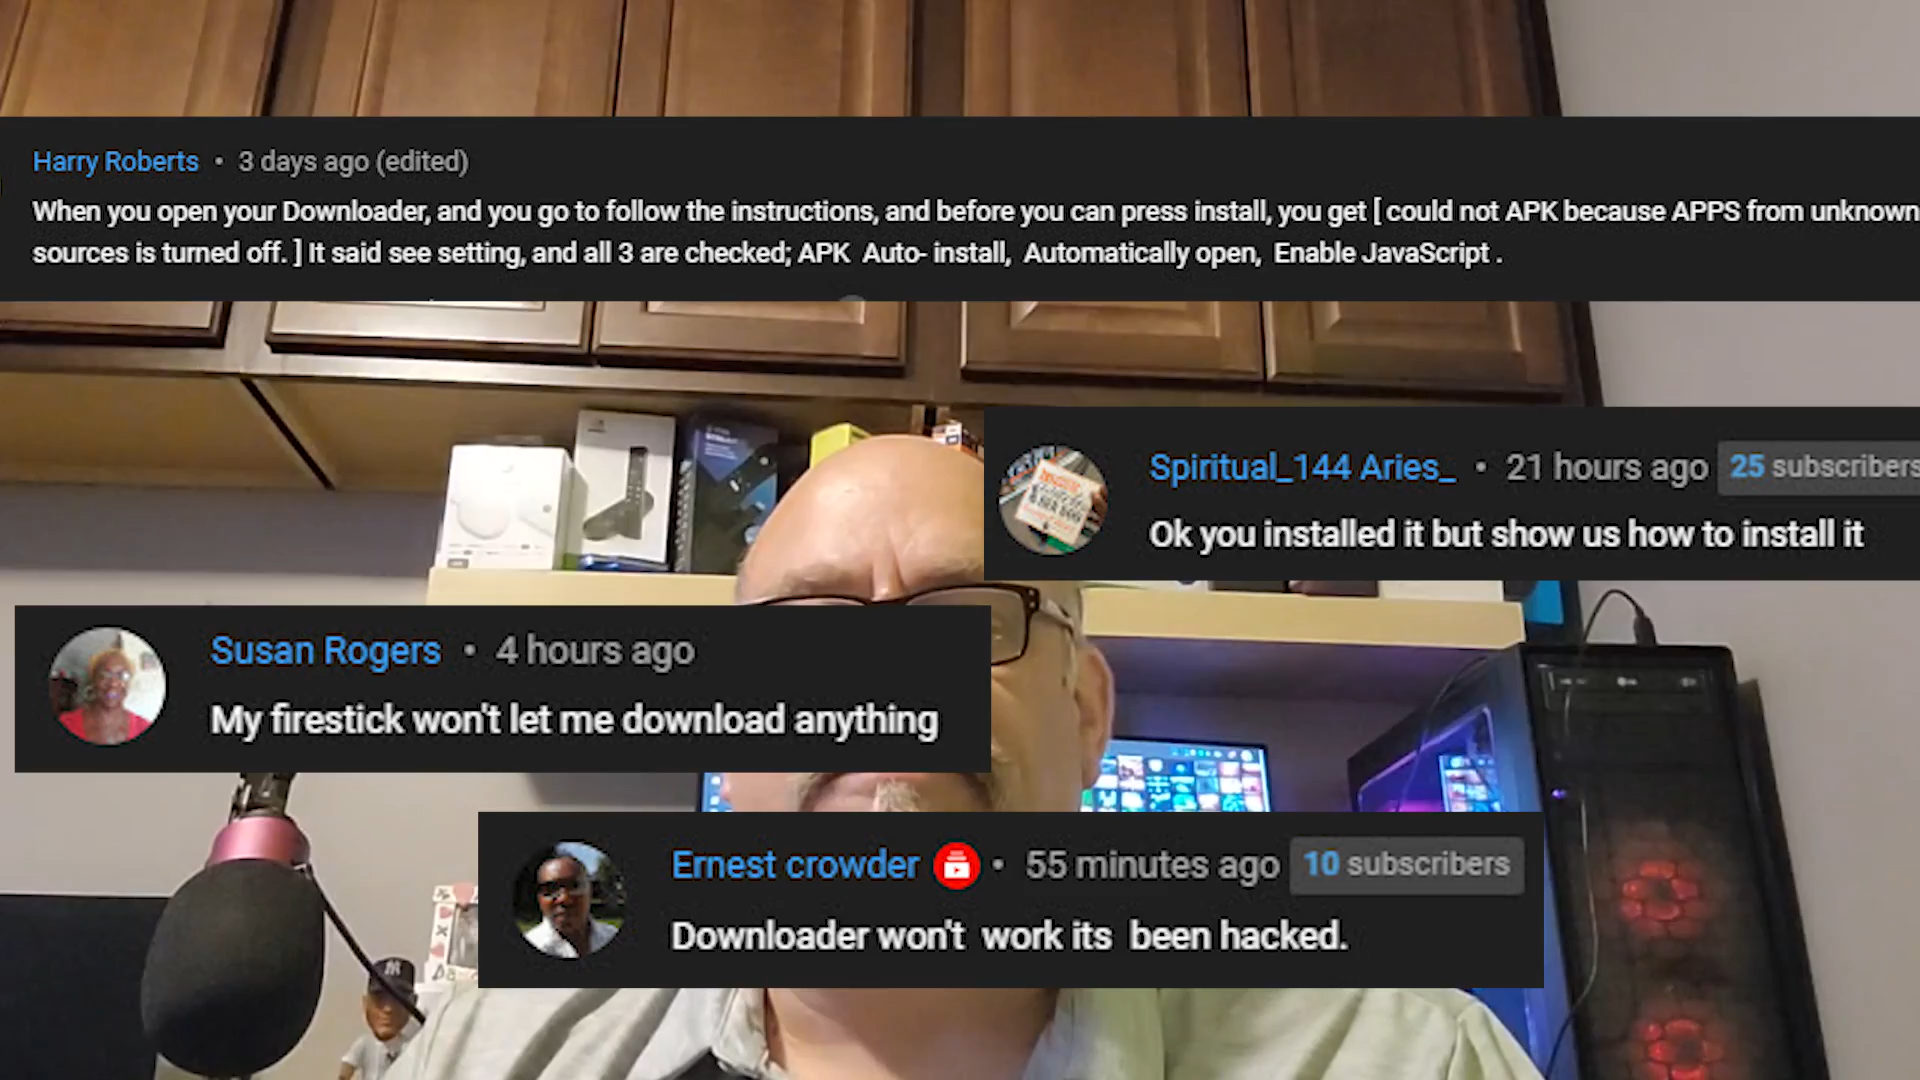 Harry Roberts • 3 days ago (edited)
When you open your Downloader, and you go to follow the instructions, and before you can press install, you get [ could not APK because APPS from unknown
sources is turned off. ] It said see setting, and all 3 are checked; APK  Auto- install,  Automatically open,  Enable JavaScript .
Spiritual_144 Aries_ • 21 hours ago 25 subscribers
Ok you installed it but show us how to install it
Susan Rogers • 4 hours ago
My firestick won't let me download anything
Ernest crowder • 55 minutes ago 10 subscribers
Downloader won't  work its  been hacked.